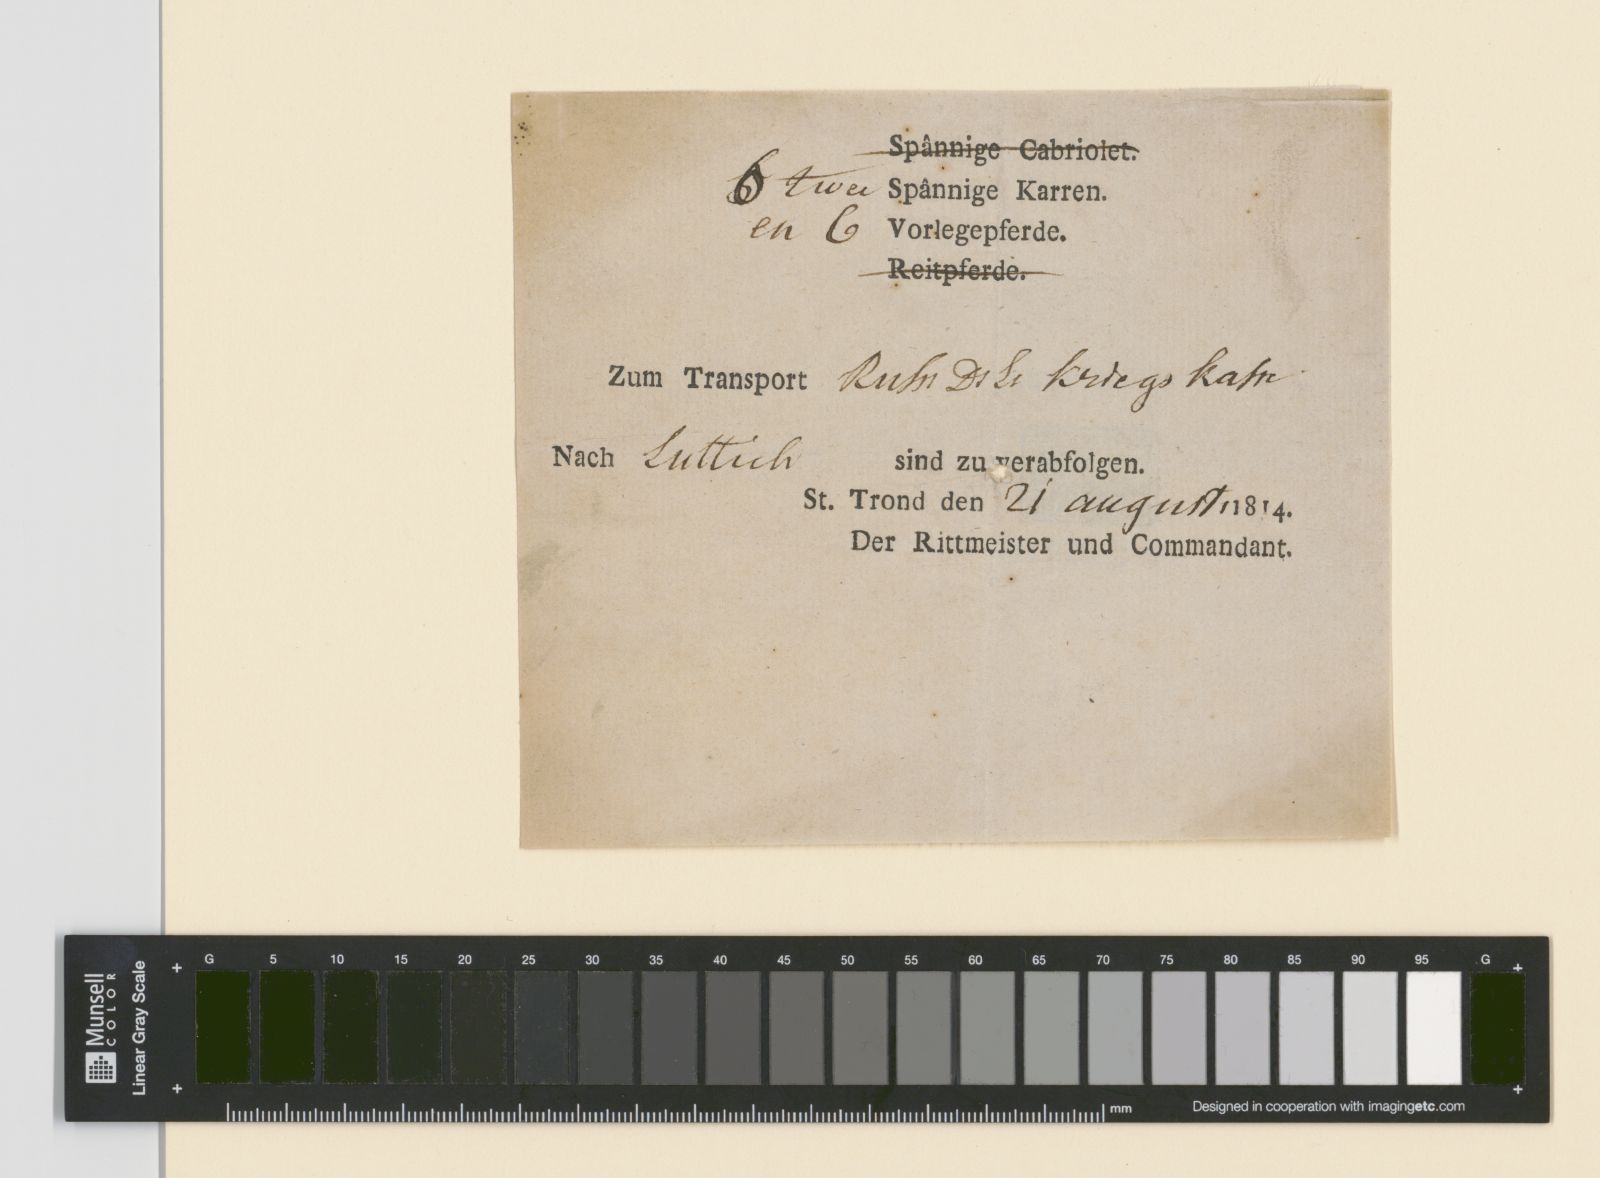 Spânnige Cabriolet.
6 twee Spânnige Karren.
en 6 Vorlegepferde.
Reitpferde.
Zum Transport kriegs kasse
Nach Luttich sind zu verabfolgen.
St. Trond den 21 august 1814.
Der Rittmeister und Commandant.
Munsell
COLOR
Linear Gray Scale
G 5 10 15 20 25 30 35 40 45 50 55 60 65 70 75 80 85 90 95 G
mm
Designed in cooperation with imagingetc.com